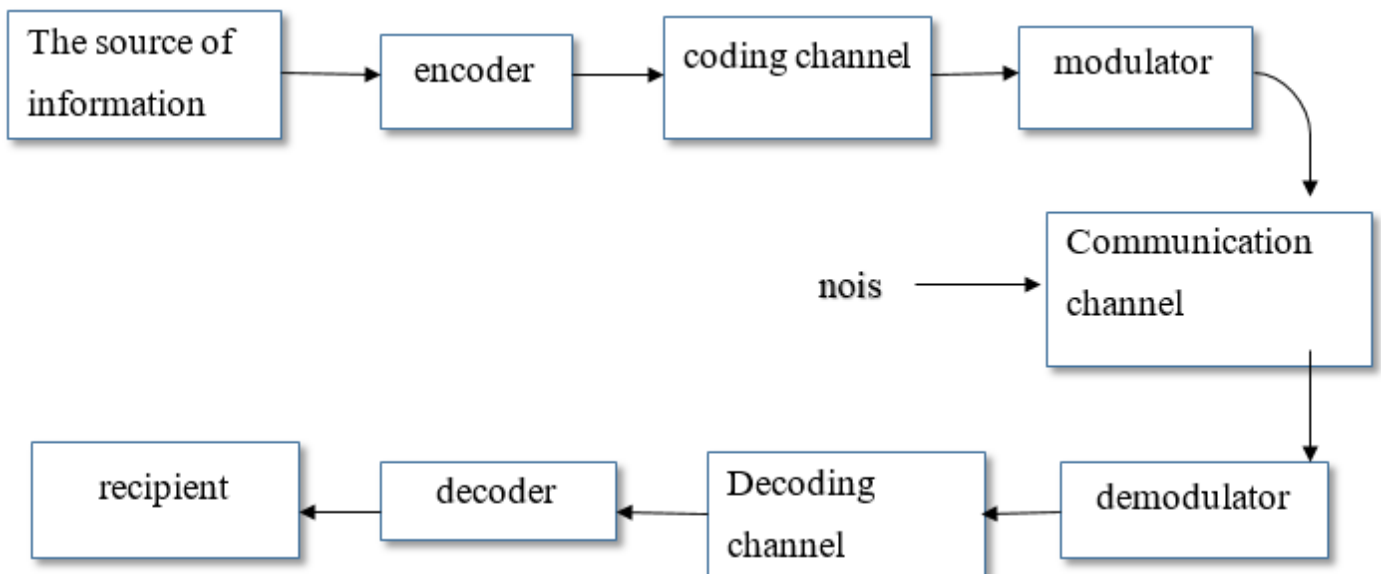 The source of
information
encoder
coding channel
modulator
Communication
channel
nois
demodulator
Decoding
channel
decoder
recipient